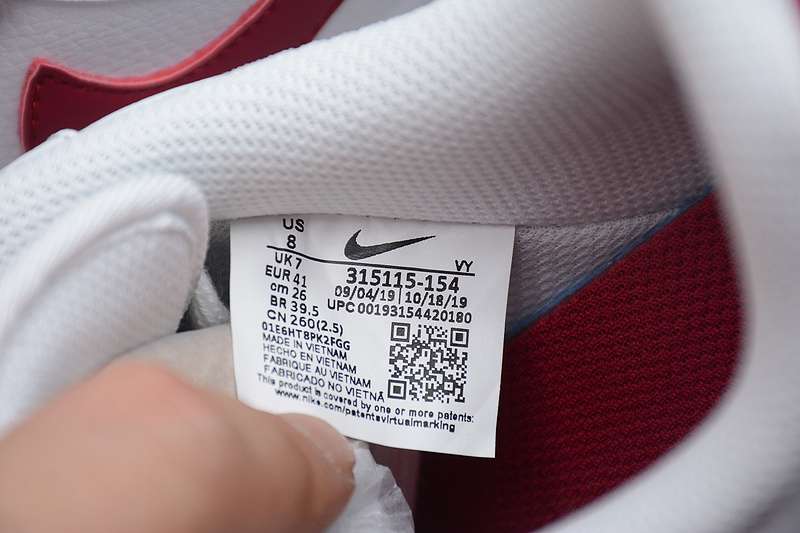 US
8
UK 7
EUR 41
cm 26
BR 39.5
CN 260(2.5)
01E6HT8PK2FGG
MADE IN VIETNAM
HECHO EN VIETNAM
FABRIQUE AU VIETNAM
FABRICADO NO VIETNÃ
VY
315115-154
09/04/19 | 10/18/19
UPC 00193154420180
This product is covered by one or more patents:
www.nike.com/patentsvirtualmarking